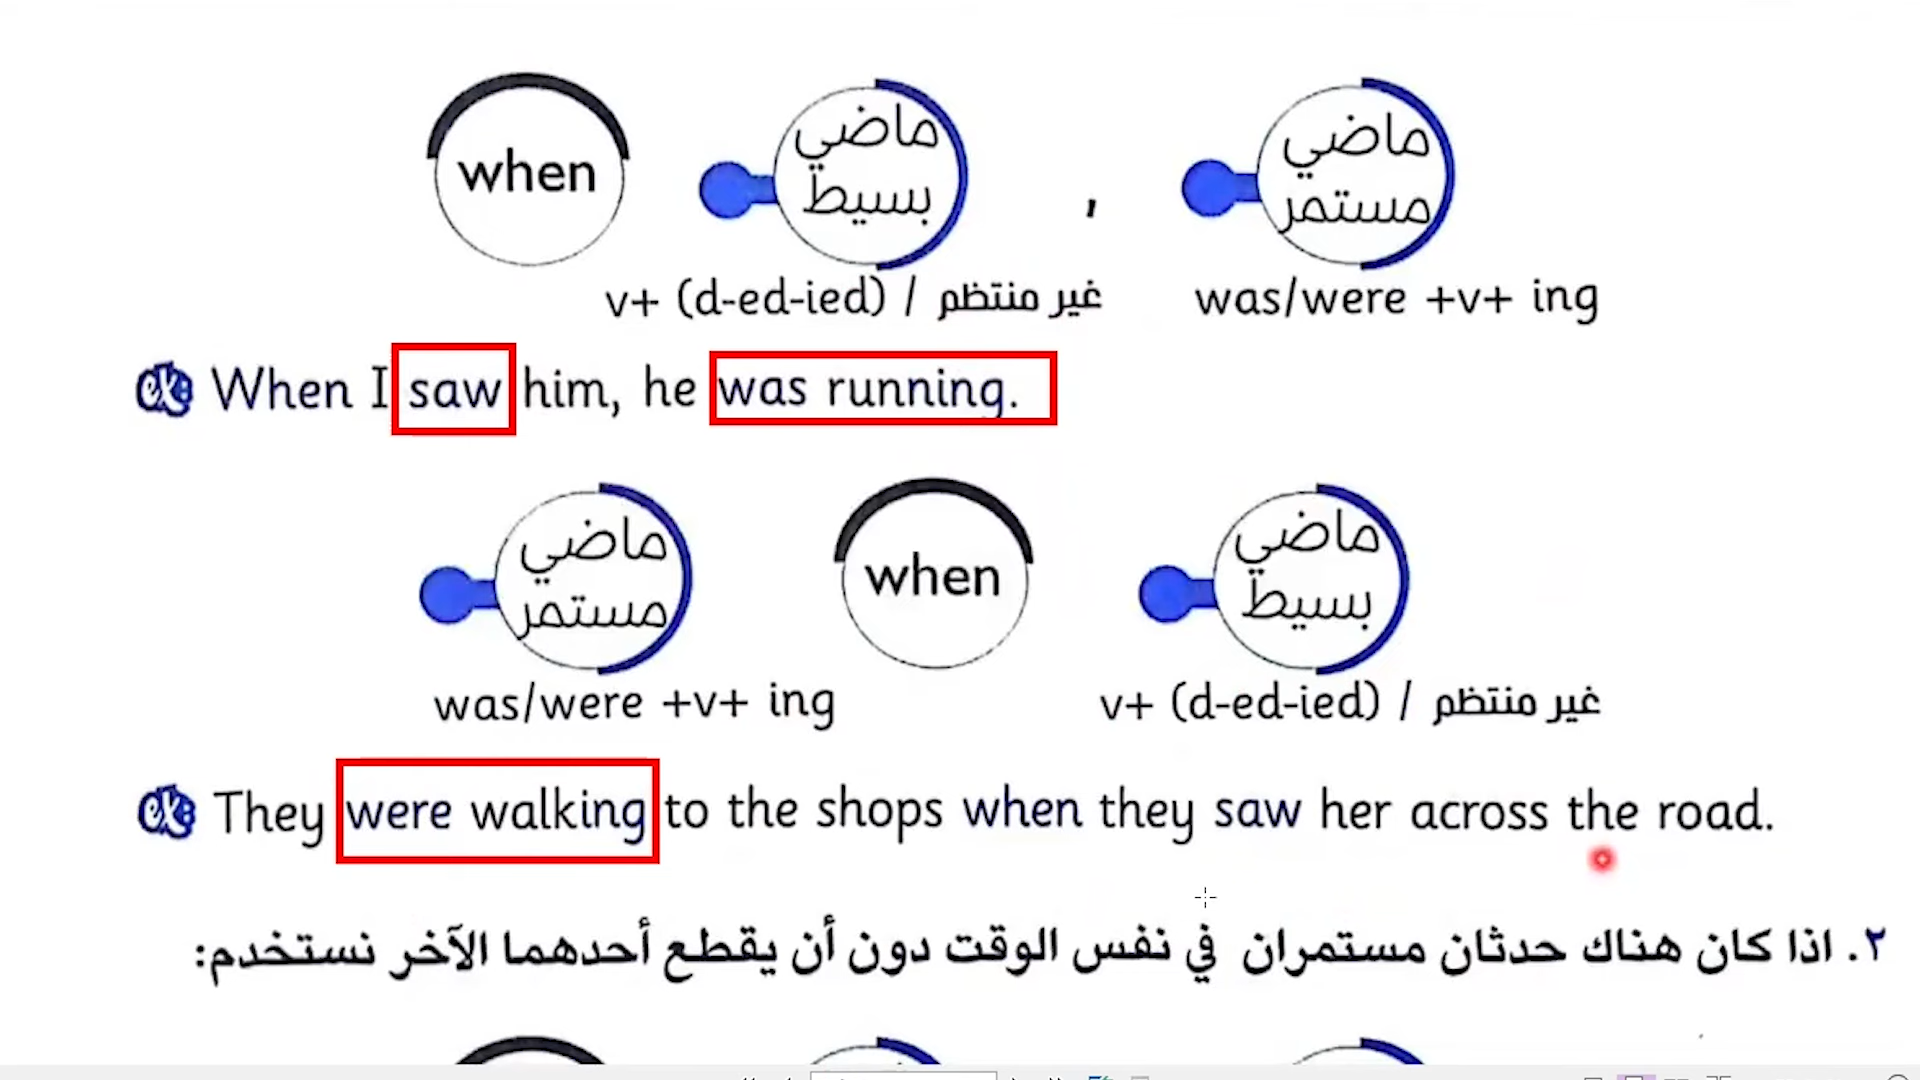 when ماضي بسيط , ماضي مستمر
v+ (d-ed-ied) / غير منتظم was/were +v+ ing
ex: When I saw him, he was running.
ماضي مستمر when ماضي بسيط
was/were +v+ ing v+ (d-ed-ied) / غير منتظم
ex: They were walking to the shops when they saw her across the road.
٢. اذا كان هناك حدثان مستمران في نفس الوقت دون أن يقطع أحدهما الآخر نستخدم: